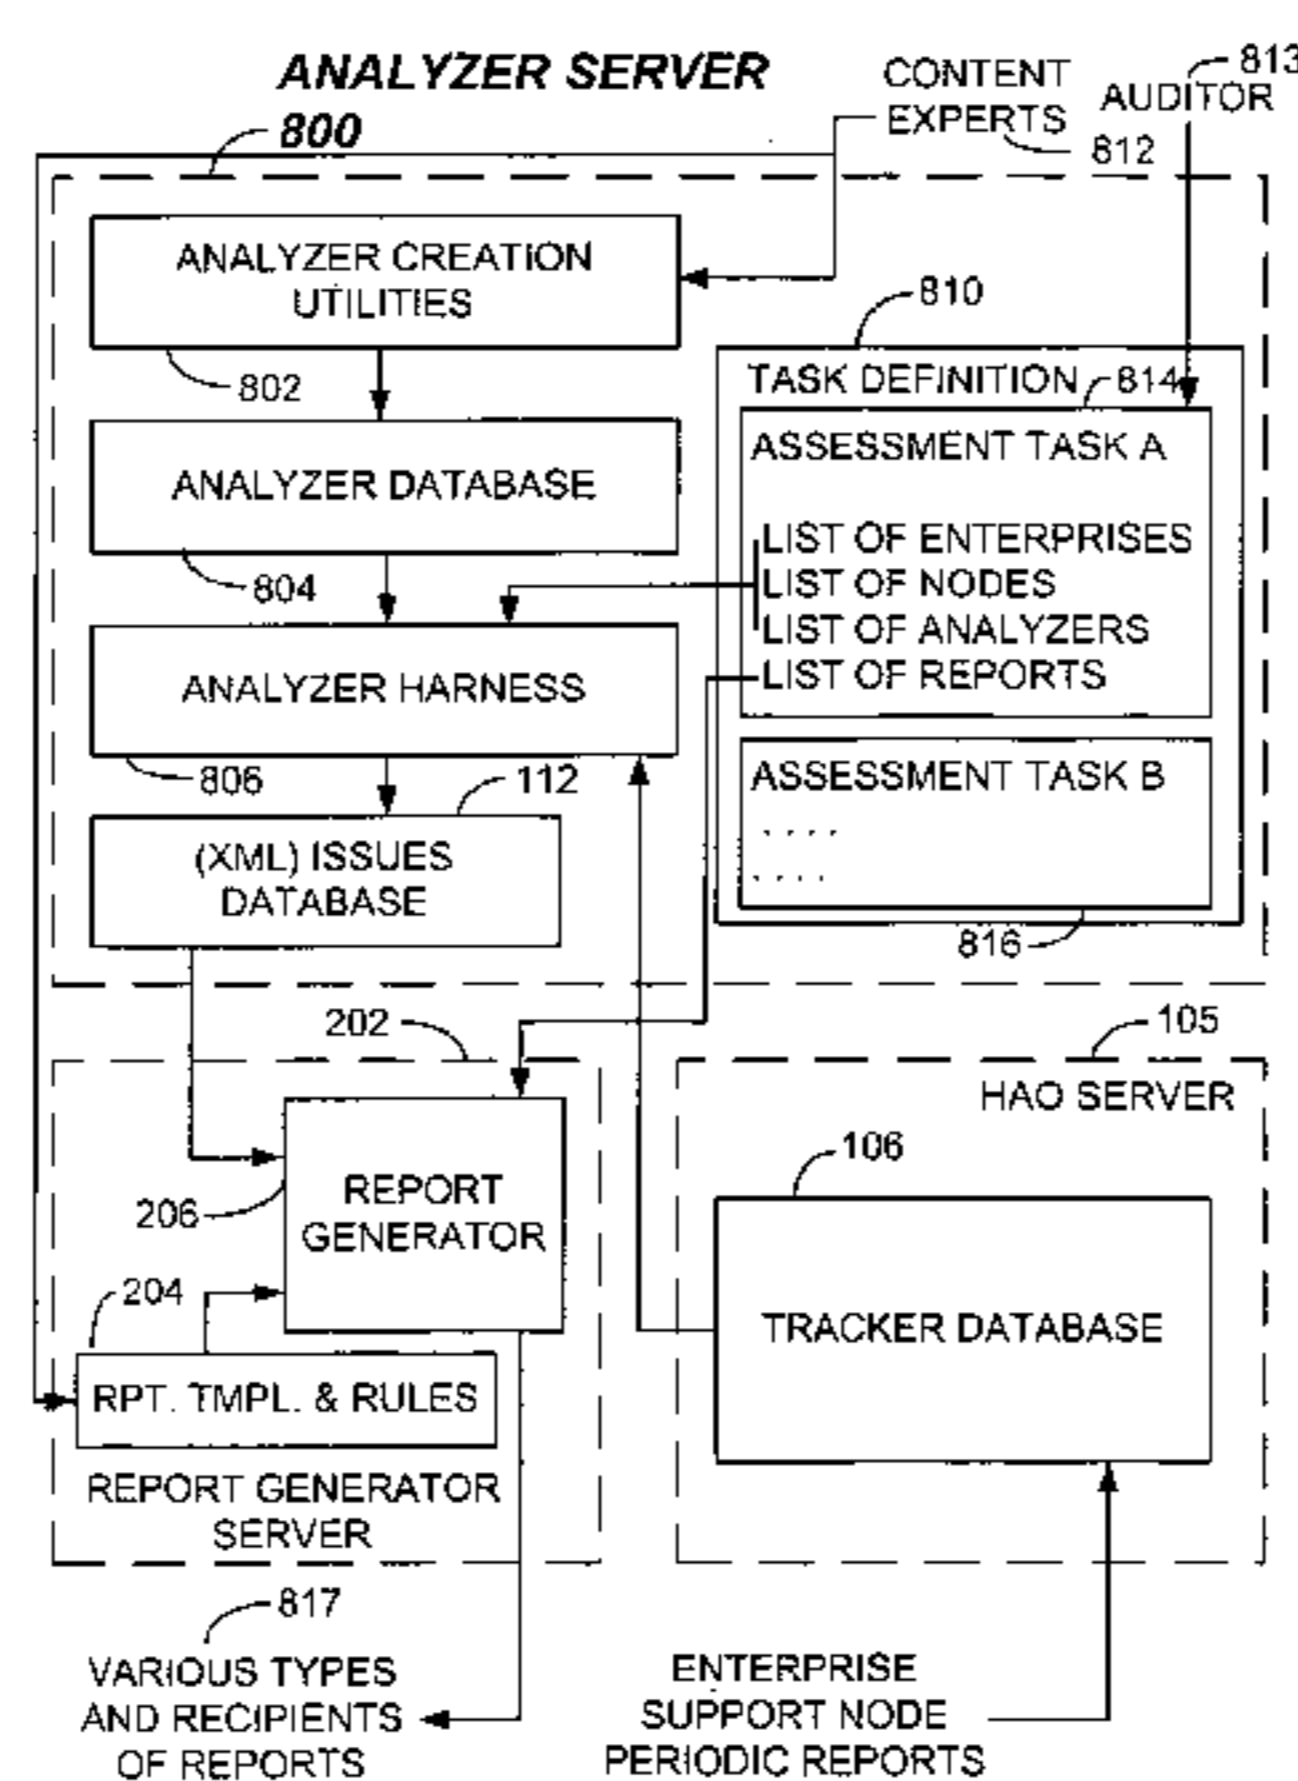 ANALYZER SERVER
800
CONTENT
EXPERTS
812
813
AUDITOR
ANALYZER CREATION
UTILITIES
802
810
TASK DEFINITION
814
ASSESSMENT TASK A
LIST OF ENTERPRISES
LIST OF NODES
LIST OF ANALYZERS
LIST OF REPORTS
ANALYZER DATABASE
804
ANALYZER HARNESS
806
112
(XML) ISSUES
DATABASE
ASSESSMENT TASK B
. . . .
. . . .
816
202
105
HAO SERVER
106
REPORT
GENERATOR
206
204
TRACKER DATABASE
RPT. TMPL. & RULES
REPORT GENERATOR
SERVER
817
VARIOUS TYPES
AND RECIPIENTS
OF REPORTS
ENTERPRISE
SUPPORT NODE
PERIODIC REPORTS